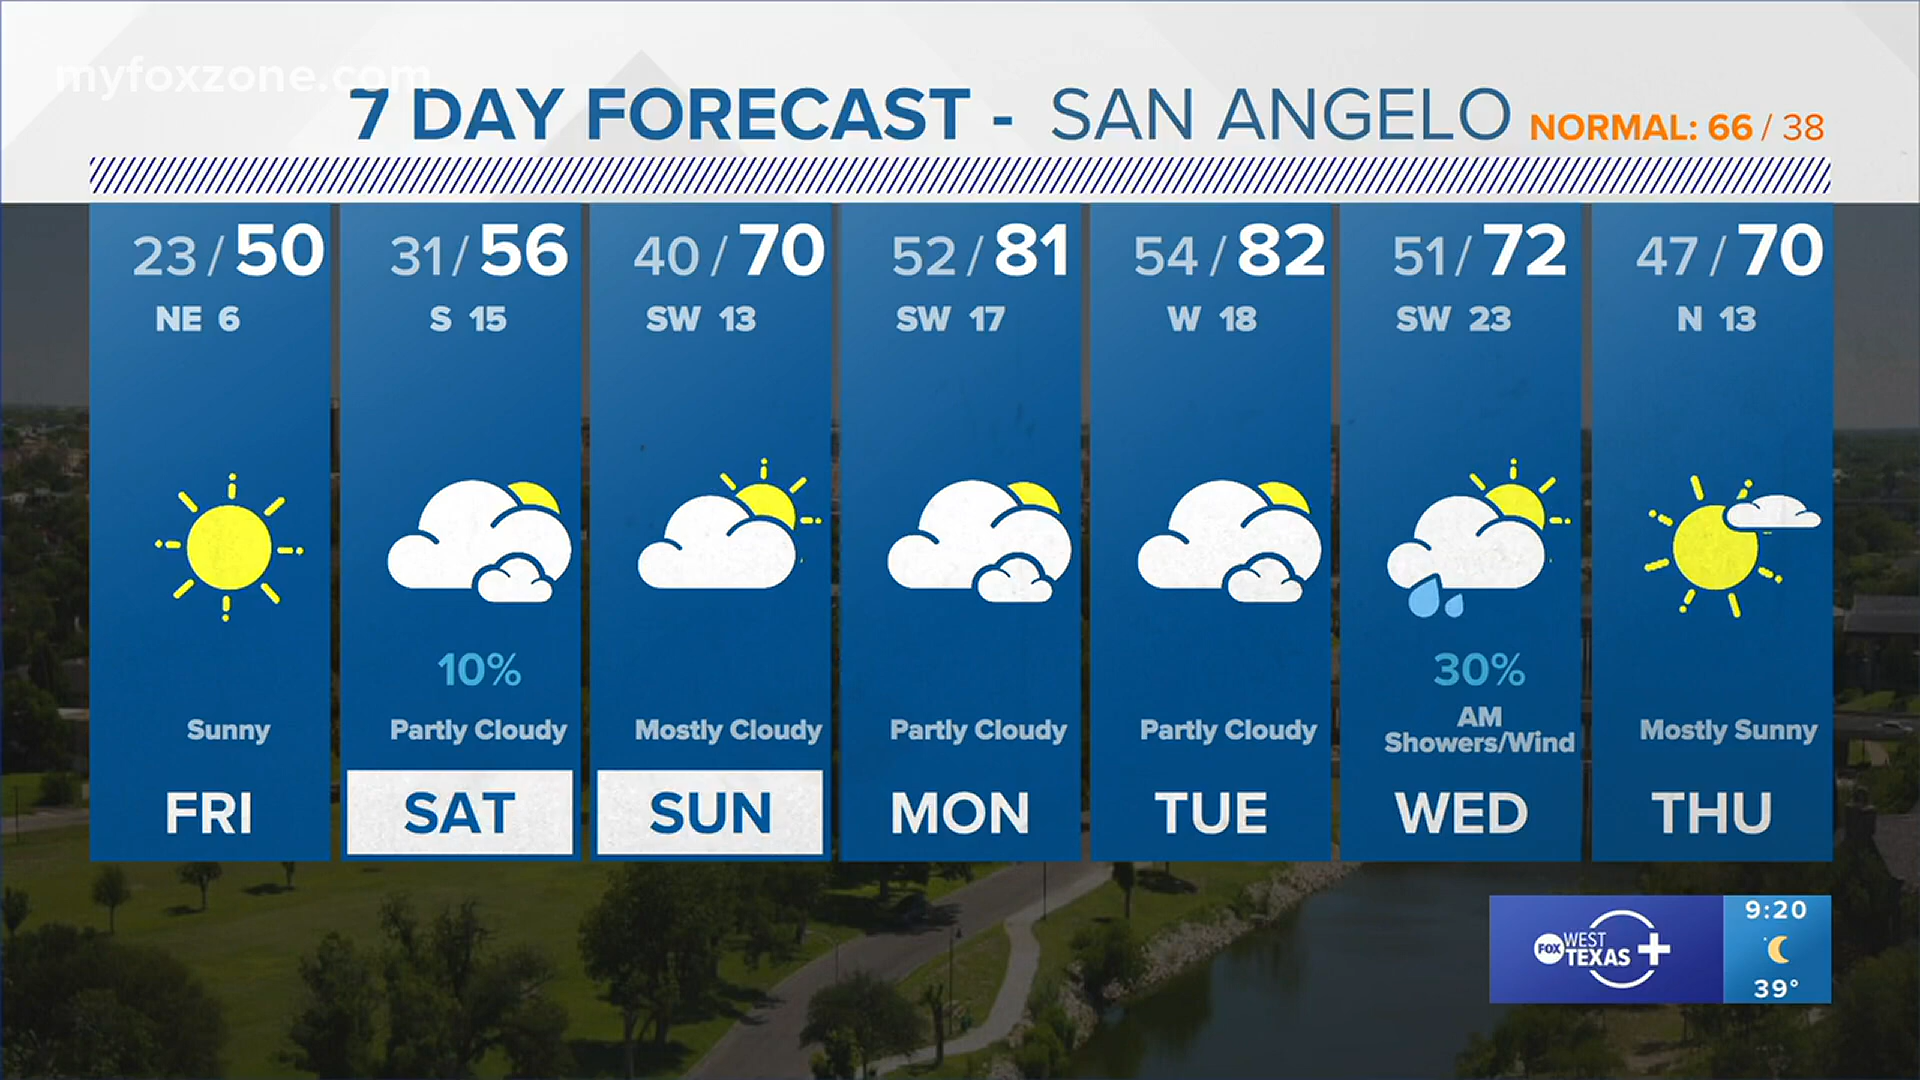 myfoxzone.com
7 DAY FORECAST - SAN ANGELO NORMAL: 66 / 38
23 / 50
NE 6
Sunny
FRI
31 / 56
S 15
10%
Partly Cloudy
SAT
40 / 70
SW 13
Mostly Cloudy
SUN
52 / 81
SW 17
Partly Cloudy
MON
54 / 82
W 18
Partly Cloudy
TUE
51 / 72
SW 23
30%
AM
Showers/Wind
WED
47 / 70
N 13
Mostly Sunny
THU
FOX WEST
TEXAS +
9:20
39°